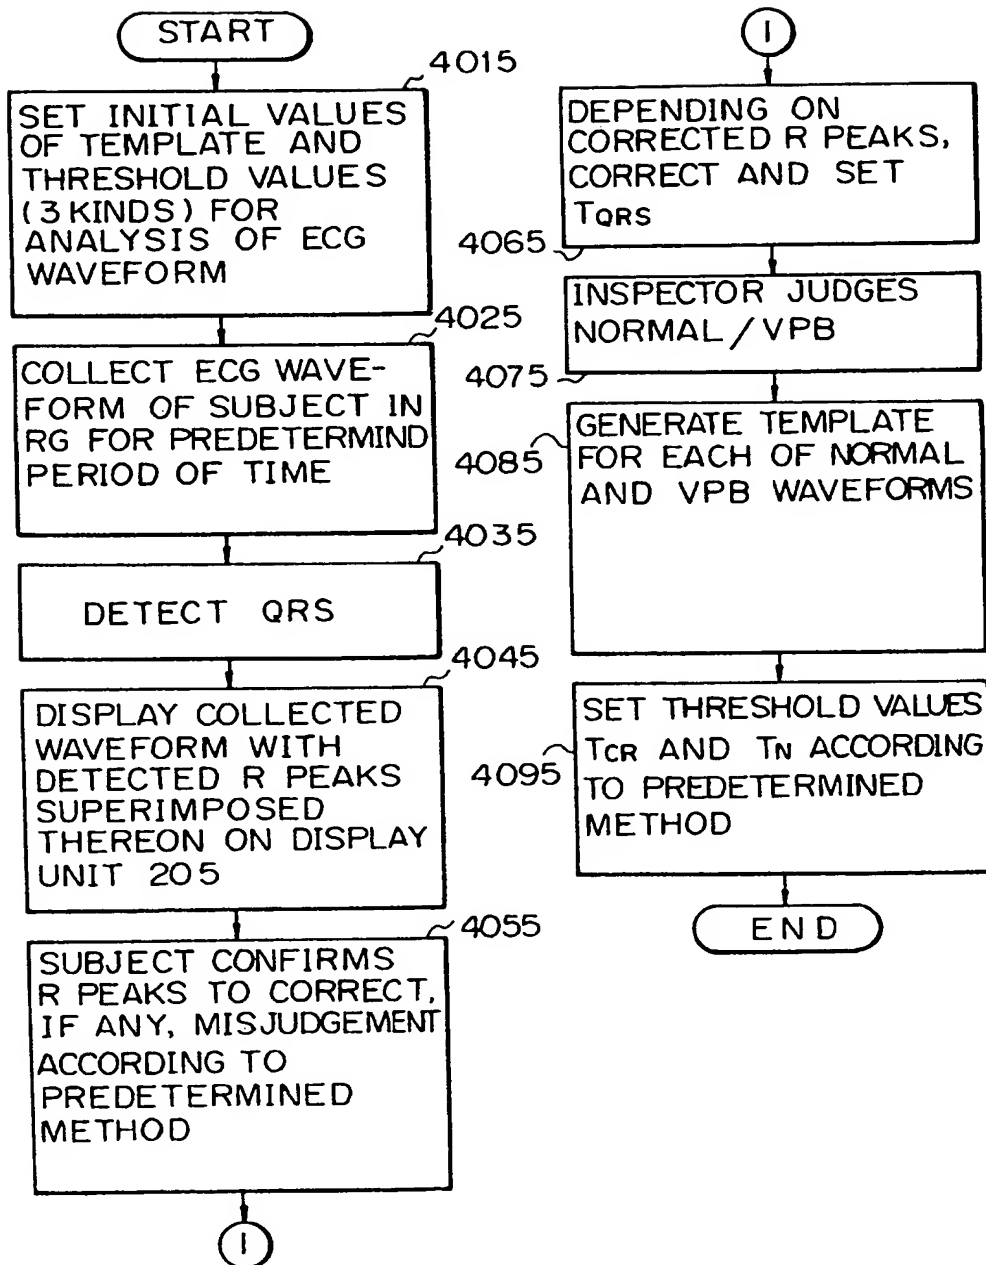 START
4015
SET INITIAL VALUES
OF TEMPLATE AND
THRESHOLD VALUES
(3 KINDS) FOR
ANALYSIS OF ECG
WAVEFORM
4025
COLLECT ECG WAVE-
FORM OF SUBJECT IN
RG FOR PREDETERMIND
PERIOD OF TIME
4035
DETECT QRS
4045
DISPLAY COLLECTED
WAVEFORM WITH
DETECTED R PEAKS
SUPERIMPOSED
THEREON ON DISPLAY
UNIT 205
4055
SUBJECT CONFIRMS
R PEAKS TO CORRECT,
IF ANY, MISJUDGEMENT
ACCORDING TO
PREDETERMINED
METHOD
1
1
DEPENDING ON
CORRECTED R PEAKS,
CORRECT AND SET
TQRS
4065
INSPECTOR JUDGES
NORMAL / VPB
4075
GENERATE TEMPLATE
FOR EACH OF NORMAL
AND VPB WAVEFORMS
4085
SET THRESHOLD VALUES
TCR AND TN ACCORDING
TO PREDETERMINED
METHOD
4095
END